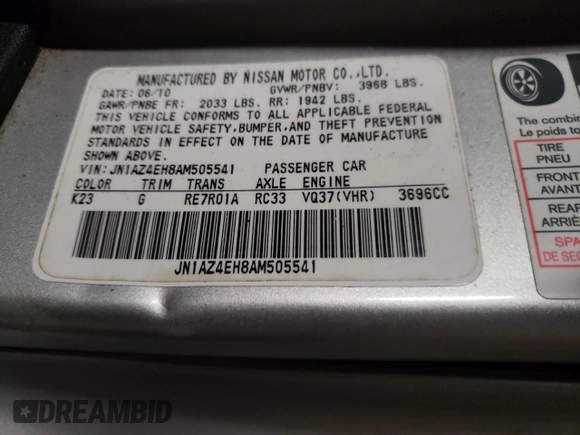 MANUFACTURED BY NISSAN MOTOR CO.,LTD.
DATE: 06/10 GVWR/PNBV: 3968 LBS.
GAWR/PNBE FR: 2033 LBS. RR: 1942 LBS.
THIS VEHICLE CONFORMS TO ALL APPLICABLE FEDERAL
MOTOR VEHICLE SAFETY,BUMPER,AND THEFT PREVENTION
STANDARDS IN EFFECT ON THE DATE OF MANUFACTURE
SHOWN ABOVE.
VIN: JN1AZ4EH8AM505541 PASSENGER CAR
COLOR TRIM TRANS AXLE ENGINE
K23 G RE7R01A RC33 VQ37(VHR) 3696CC
JN1AZ4EH8AM505541
The combin
Le poids to
TIRE
PNEU
FRONT
AVANT
REAR
ARRIÈ
SPA
DE SEC
DREAMBID